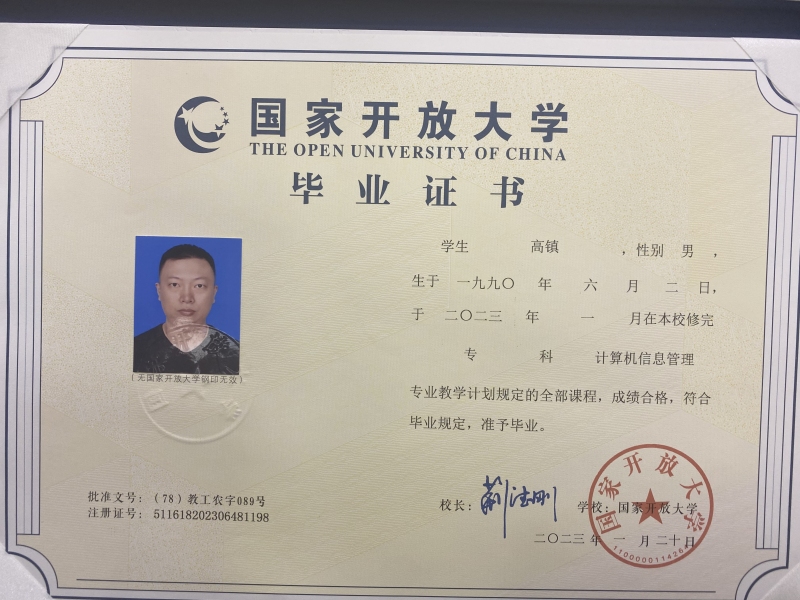 国家开放大学
THE OPEN UNIVERSITY OF CHINA
毕业证书
学生 高镇 ，性别 男 ，
生于 一九九〇 年 六 月 二 日，
于 二〇二三 年 一 月在本校修完
专 科 计算机信息管理
专业教学计划规定的全部课程，成绩合格，符合
毕业规定，准予毕业。
（无国家开放大学钢印无效）
批准文号：（78）教工农字089号
注册证号：511618202306481198
校长：荆德刚 学校：国家开放大学
二〇二三 年 一 月 二十 日
国家开放大学